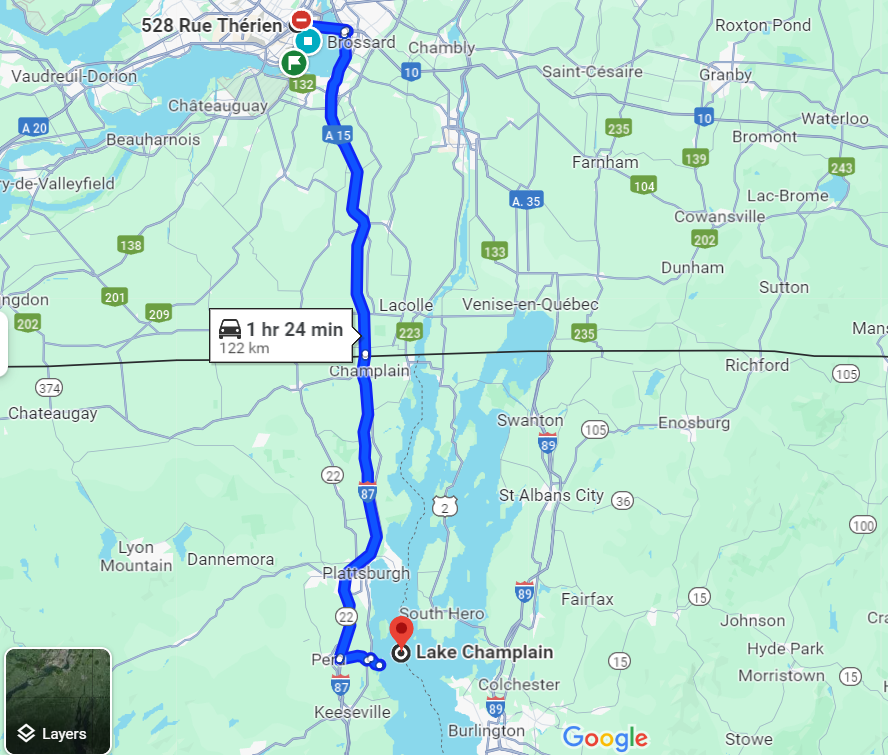 528 Rue Thérien
Brossard
Roxton Pond
Chambly
Vaudreuil-Dorion
132
10
Saint-Césaire
Granby
Châteauguay
A 20
A 15
Beauharnois
235
10
Waterloo
Bromont
Farnham
139
243
ry-de-Valleyfield
104
A. 35
Lac-Brome
Cowansville
138
133
202
Dunham
ngdon
201
209
Lacolle
Venise-en-Québec
Sutton
202
1 hr 24 min
122 km
223
235
Mans
Champlain
Richford
374
105
Chateaugay
Swanton
105
Enosburg
89
22
87
St Albans City
2
36
100
Lyon
Mountain
Dannemora
Plattsburgh
89
Fairfax
15
22
South Hero
Johnson
Cra
Lake Champlain
Hyde Park
15
Morristown
15
87
Colchester
89
Keeseville
Burlington
Layers
Google
Stowe